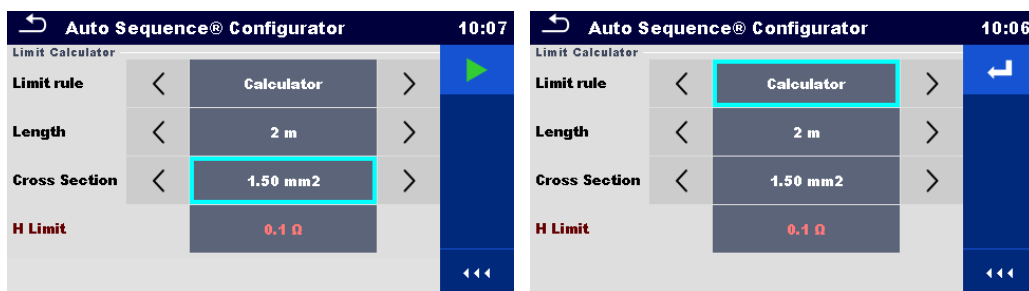 Auto Sequence® Configurator 10:07
Limit Calculator
Limit rule Calculator
Length 2 m
Cross Section 1.50 mm2
H Limit 0.1 Ω
Auto Sequence® Configurator 10:06
Limit Calculator
Limit rule Calculator
Length 2 m
Cross Section 1.50 mm2
H Limit 0.1 Ω